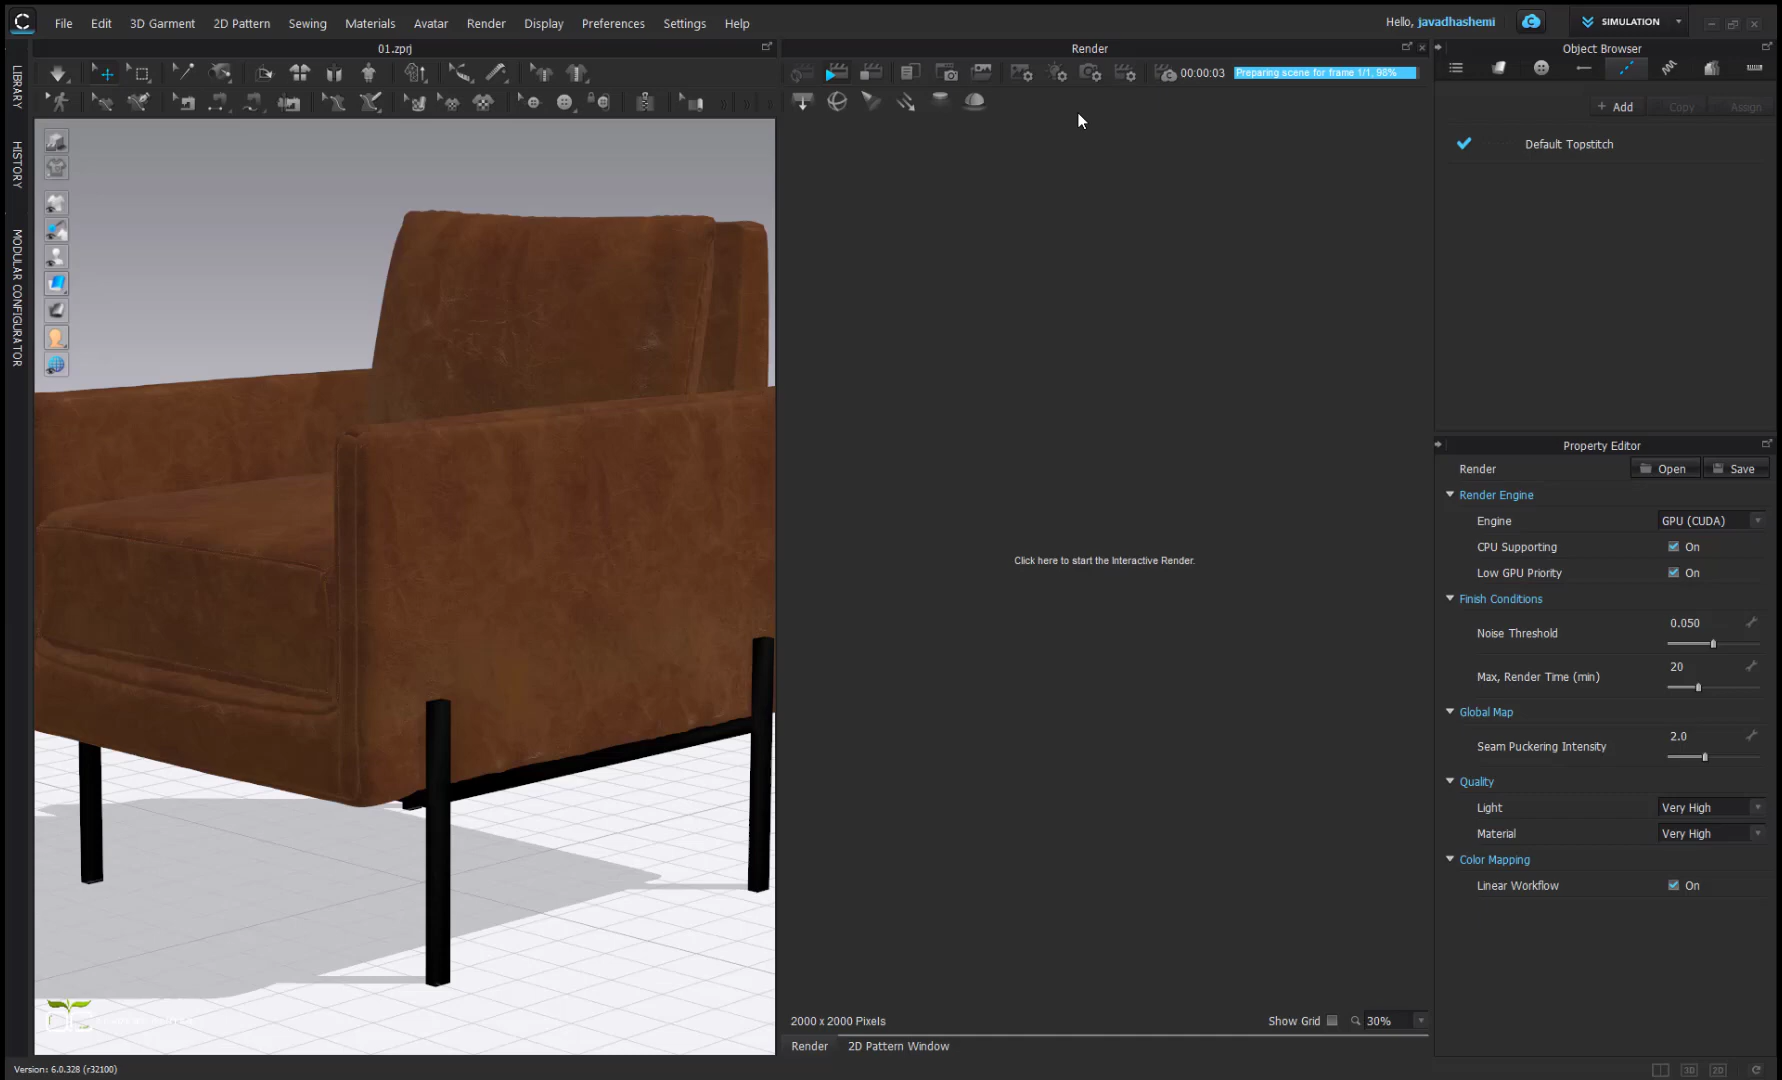 File Edit 3D Garment 2D Pattern Sewing Materials Avatar Render Display Preferences Settings Help
Hello, javadhashemi
SIMULATION
01.zprj
Render
Object Browser
LIBRARY
HISTORY
MODULAR CONFIGURATOR
00:00:03
Preparing scene for frame 1/1, 98%
+ Add
Copy
Assign
Default Topstitch
Property Editor
Render
Open
Save
Render Engine
Engine GPU (CUDA)
CPU Supporting On
Low GPU Priority On
Finish Conditions
Noise Threshold 0.050
Max, Render Time (min) 20
Global Map
Seam Puckering Intensity 2.0
Quality
Light Very High
Material Very High
Color Mapping
Linear Workflow On
Click here to start the Interactive Render.
2000 x 2000 Pixels
Show Grid
30%
Render
2D Pattern Window
Version: 6.0.328 (r32100)
3D
2D